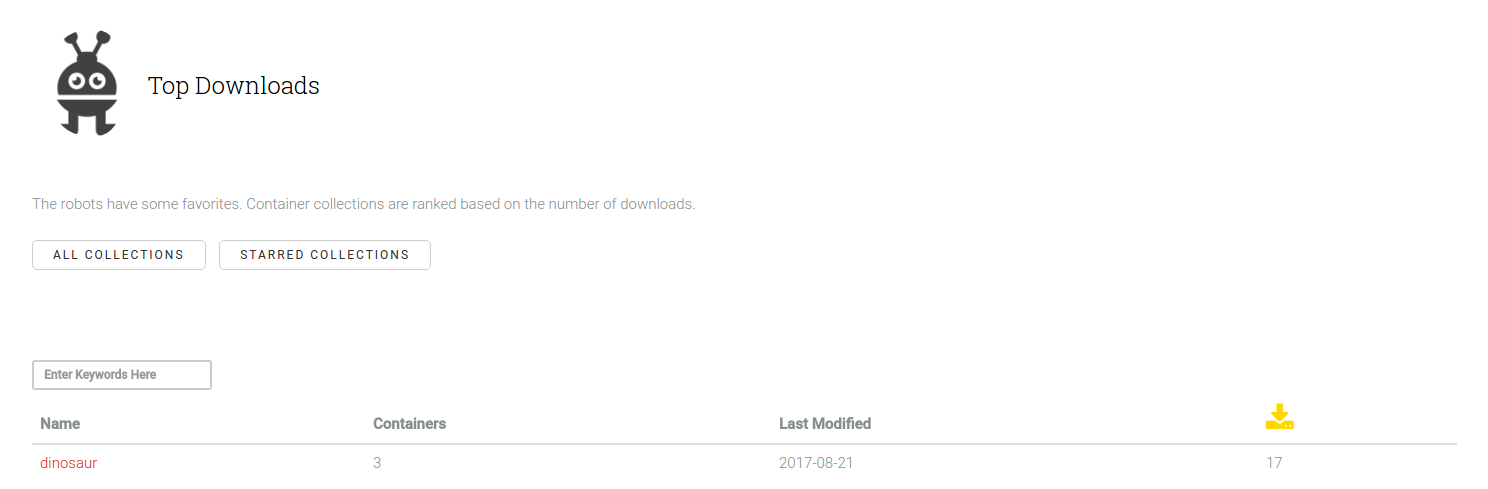 Top Downloads
The robots have some favorites. Container collections are ranked based on the number of downloads.
ALL COLLECTIONS STARRED COLLECTIONS
Enter Keywords Here
Name Containers Last Modified
dinosaur 3 2017-08-21 17